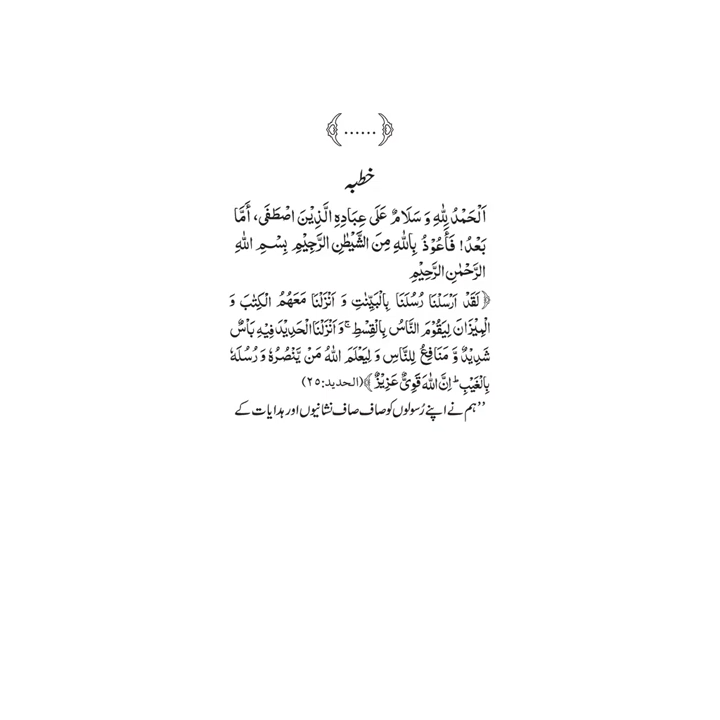 ﴿......﴾
خطبہ
اَلْحَمْدُ لِلّٰہِ وَ سَلَامٌ عَلٰی عِبَادِہِ الَّذِیْنَ اصْطَفٰی، أَمَّا
بَعْدُ! فَأَعُوْذُ بِاللّٰہِ مِنَ الشَّیْطٰنِ الرَّجِیْمِ بِسْمِ اللّٰہِ
الرَّحْمٰنِ الرَّحِیْمِ
﴿لَقَدْ اَرْسَلْنَا رُسُلَنَا بِالْبَیِّنٰتِ وَ اَنْزَلْنَا مَعَهُمُ الْكِتٰبَ وَ
الْمِیْزَانَ لِیَقُوْمَ النَّاسُ بِالْقِسْطِ ۚ وَ اَنْزَلْنَا الْحَدِیْدَ فِیْهِ بَاْسٌ
شَدِیْدٌ وَّ مَنَافِعُ لِلنَّاسِ وَ لِیَعْلَمَ اللّٰهُ مَنْ یَّنْصُرُهٗ وَ رُسُلَهٗ
بِالْغَیْبِ ؕ اِنَّ اللّٰهَ قَوِیٌّ عَزِیْزٌ﴾ (الحدید:۲۵)
”ہم نے اپنے رُسولوں کو صاف صاف نشانیوں اور ہدایات کے